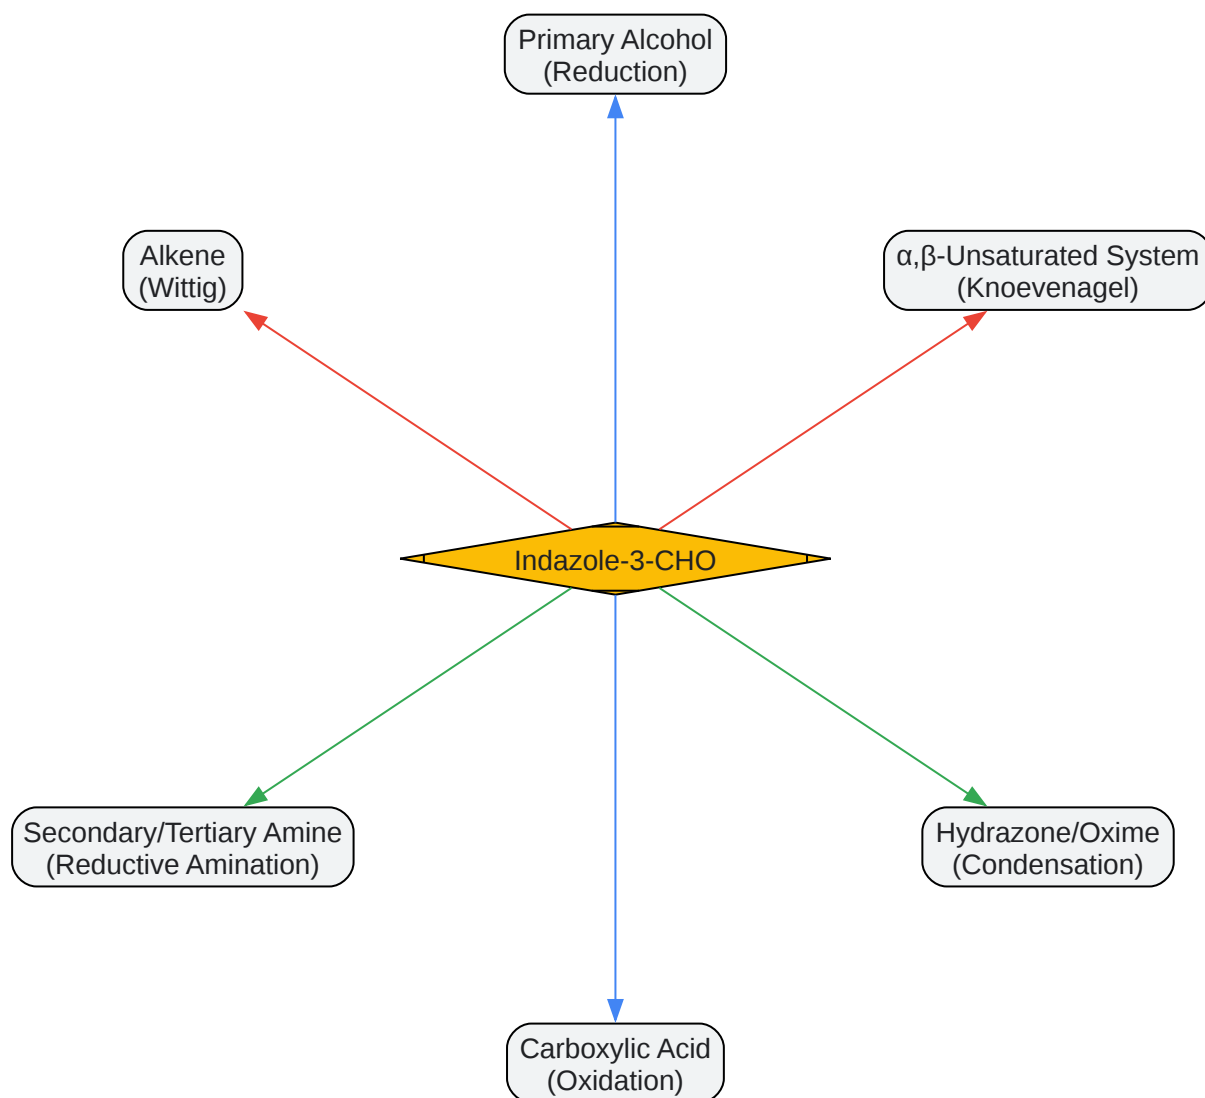 Primary Alcohol
(Reduction)
Alkene
(Wittig)
α,β-Unsaturated System
(Knoevenagel)
Indazole-3-CHO
Secondary/Tertiary Amine
(Reductive Amination)
Hydrazone/Oxime
(Condensation)
Carboxylic Acid
(Oxidation)